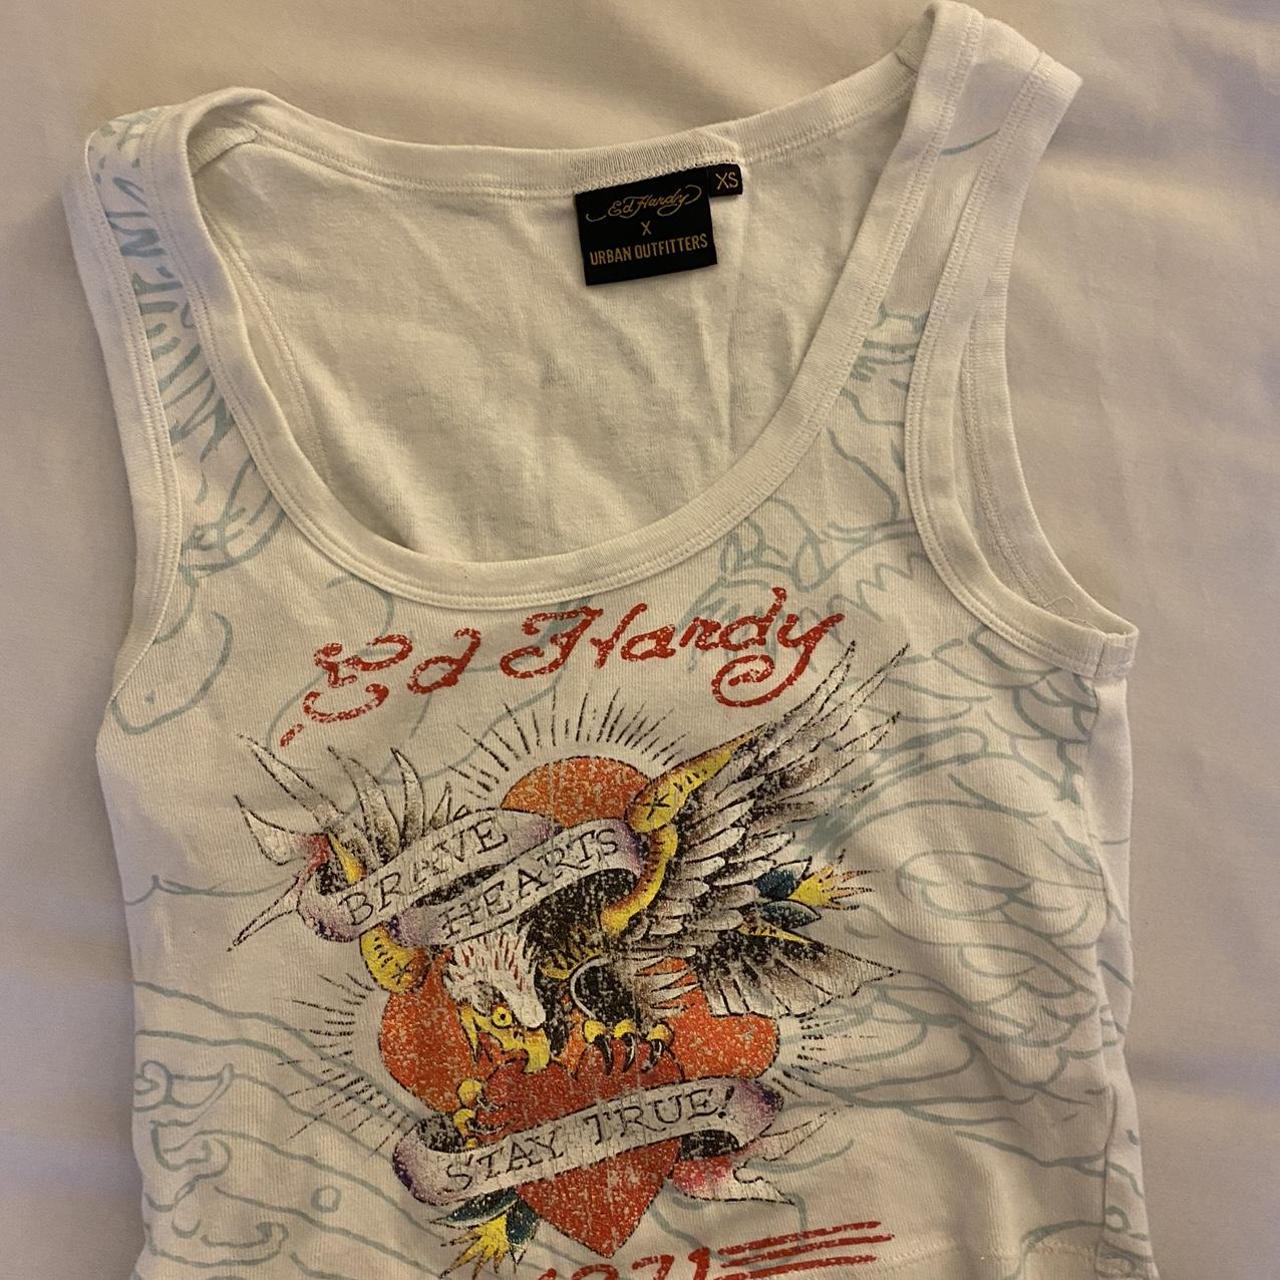 Ed Hardy
X
URBAN OUTFITTERS
XS
Ed Hardy
BRAVE
HEARTS
STAY TRUE!